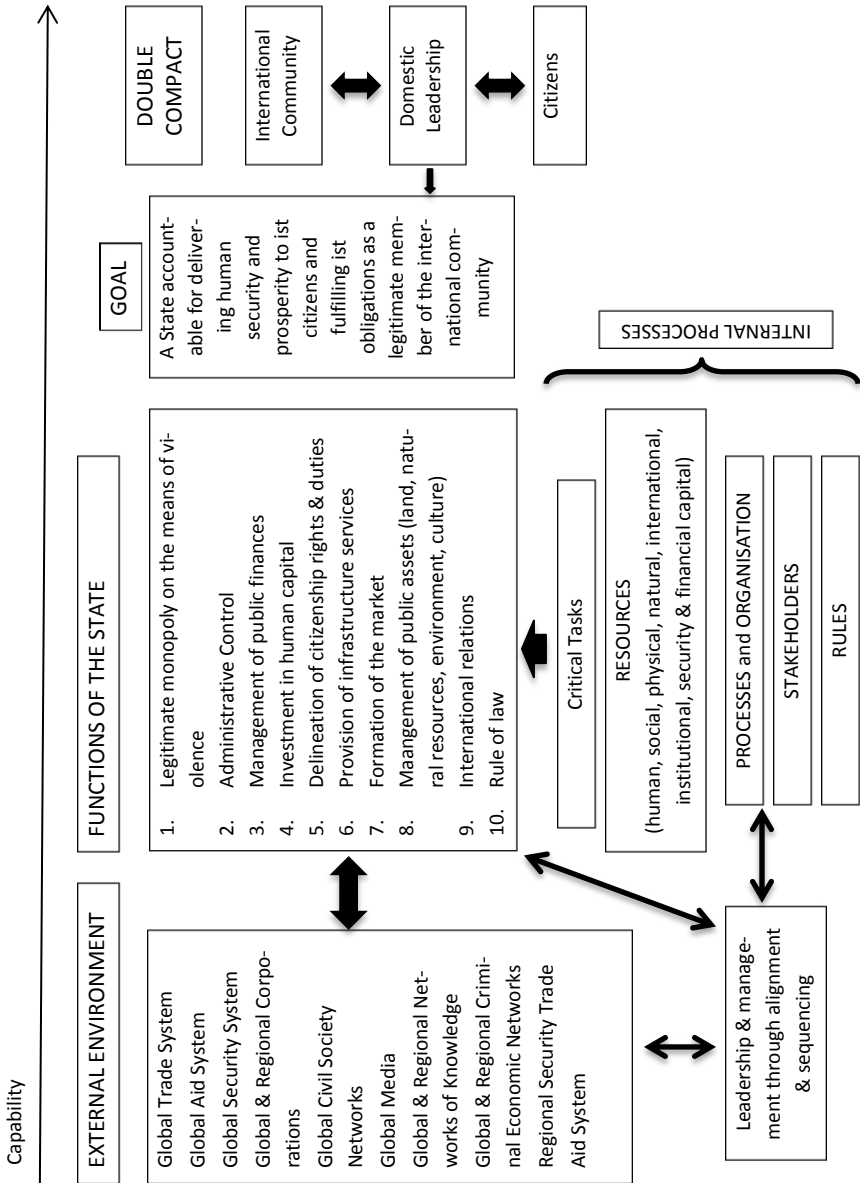 Capability
EXTERNAL ENVIRONMENT
Global Trade System
Global Aid System
Global Security System
Global & Regional Corpo-
rations
Global Civil Society
Networks
Global Media
Global & Regional Net-
works of Knowledge
Global & Regional Crimi-
nal Economic Networks
Regional Security Trade
Aid System
Leadership & manage-
ment through alignment
& sequencing
FUNCTIONS OF THE STATE
1. Legitimate monopoly on the means of vi-
olence
2. Administrative Control
3. Management of public finances
4. Investment in human capital
5. Delineation of citizenship rights & duties
6. Provision of infrastructure services
7. Formation of the market
8. Maangement of public assets (land, natu-
ral resources, environment, culture)
9. International relations
10. Rule of law
Critical Tasks
RESOURCES
(human, social, physical, natural, international,
institutional, security & financial capital)
PROCESSES and ORGANISATION
STAKEHOLDERS
RULES
INTERNAL PROCESSES
GOAL
A State account-
able for deliver-
ing human
security and
prosperity to ist
citizens and
fulfilling ist
obligations as a
legitimate mem-
ber of the inter-
national com-
munity
DOUBLE
COMPACT
International
Community
Domestic
Leadership
Citizens